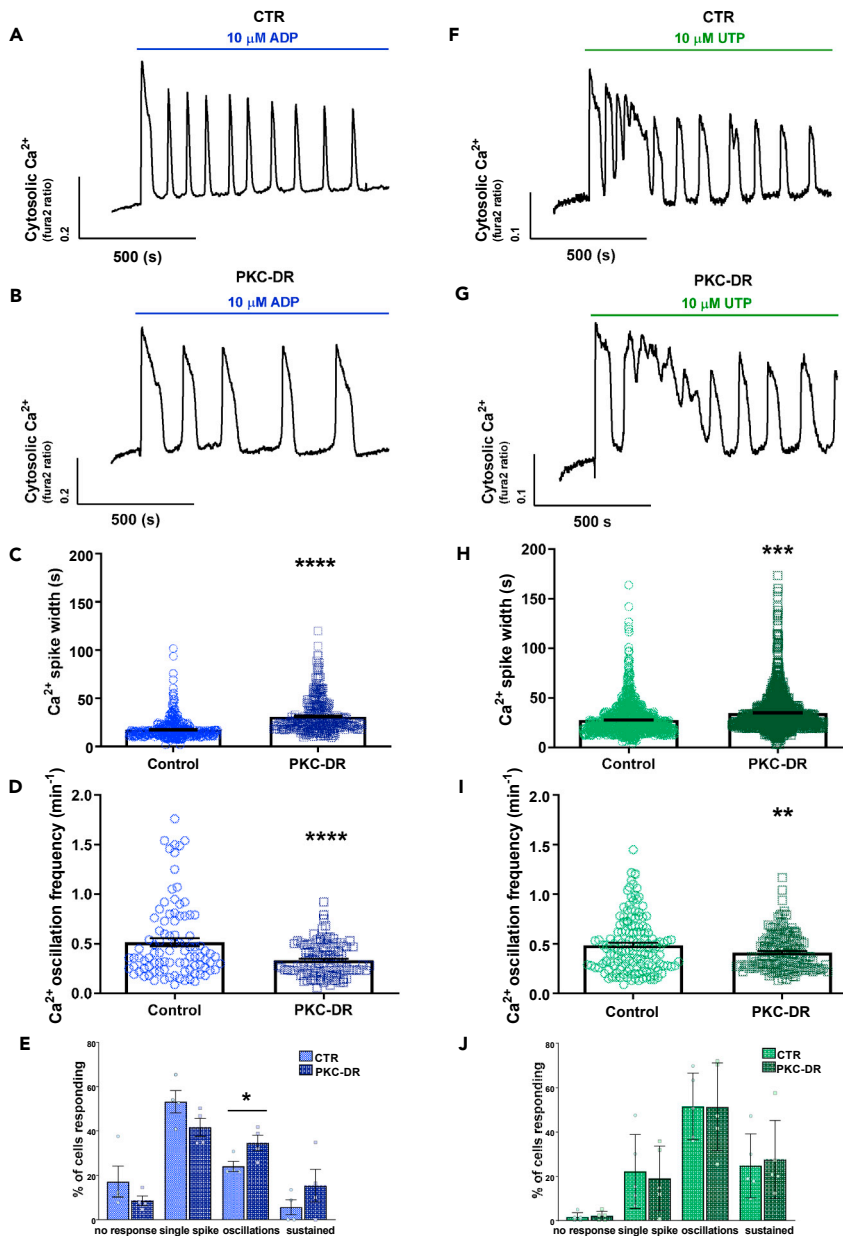 A
CTR
10 μM ADP
Cytosolic Ca²⁺
(fura2 ratio)
0.2
500 (s)
B
PKC-DR
10 μM ADP
Cytosolic Ca²⁺
(fura2 ratio)
0.2
500 (s)
C
Ca²⁺ spike width (s)
200
150
100
50
0
****
Control
PKC-DR
D
Ca²⁺ oscillation frequency (min⁻¹)
2.0
1.5
1.0
0.5
0.0
****
Control
PKC-DR
E
% of cells responding
80
60
40
20
0
CTR
PKC-DR
*
no response
single spike
oscillations
sustained
F
CTR
10 μM UTP
Cytosolic Ca²⁺
(fura2 ratio)
0.1
500 (s)
G
PKC-DR
10 μM UTP
Cytosolic Ca²⁺
(fura2 ratio)
0.1
500 s
H
Ca²⁺ spike width (s)
200
150
100
50
0
***
Control
PKC-DR
I
Ca²⁺ oscillation frequency (min⁻¹)
2.0
1.5
1.0
0.5
0.0
**
Control
PKC-DR
J
% of cells responding
80
60
40
20
0
CTR
PKC-DR
no response
single spike
oscillations
sustained